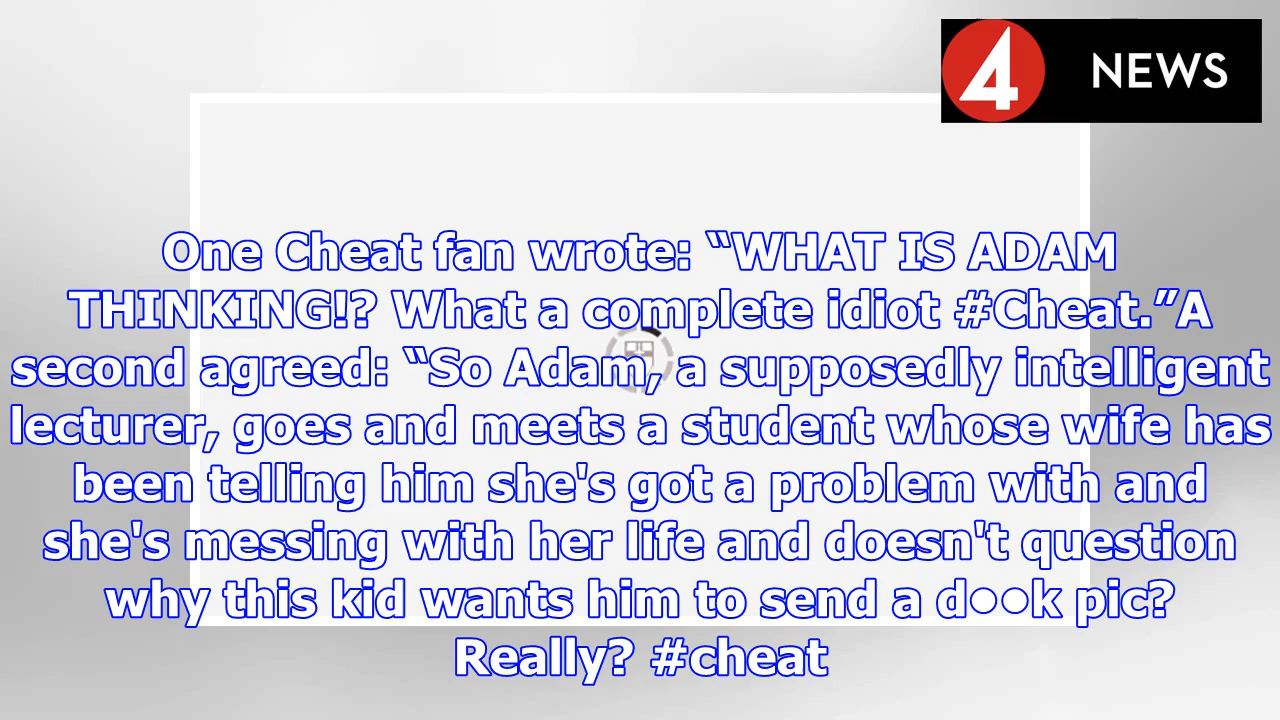 4 NEWS
One Cheat fan wrote: “WHAT IS ADAM
THINKING!? What a complete idiot #Cheat.”A
second agreed: “So Adam, a supposedly intelligent
lecturer, goes and meets a student whose wife has
been telling him she's got a problem with and
she's messing with her life and doesn't question
why this kid wants him to send a d●●k pic?
Really? #cheat